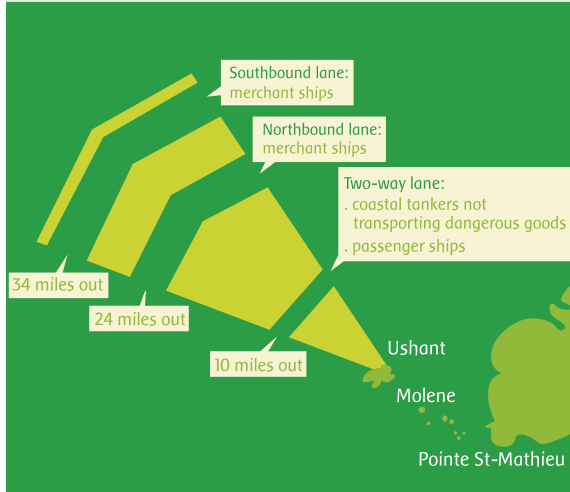 Southbound lane:
merchant ships
Northbound lane:
merchant ships
Two-way lane:
. coastal tankers not
transporting dangerous goods
. passenger ships
34 miles out
24 miles out
10 miles out
Ushant
Molene
Pointe St-Mathieu